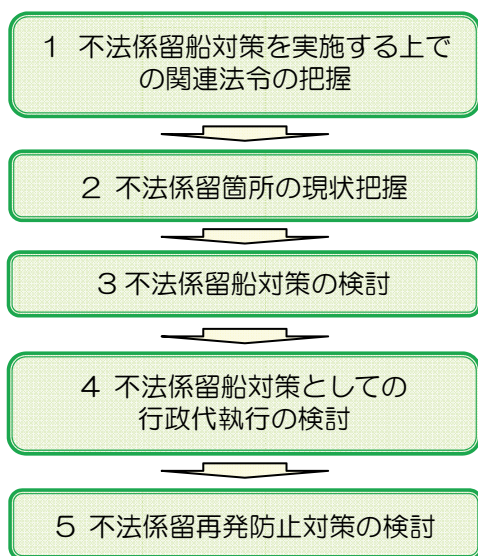 1 不法係留船対策を実施する上で
の関連法令の把握
2 不法係留箇所の現状把握
3 不法係留船対策の検討
4 不法係留船対策としての
行政代執行の検討
5 不法係留再発防止対策の検討